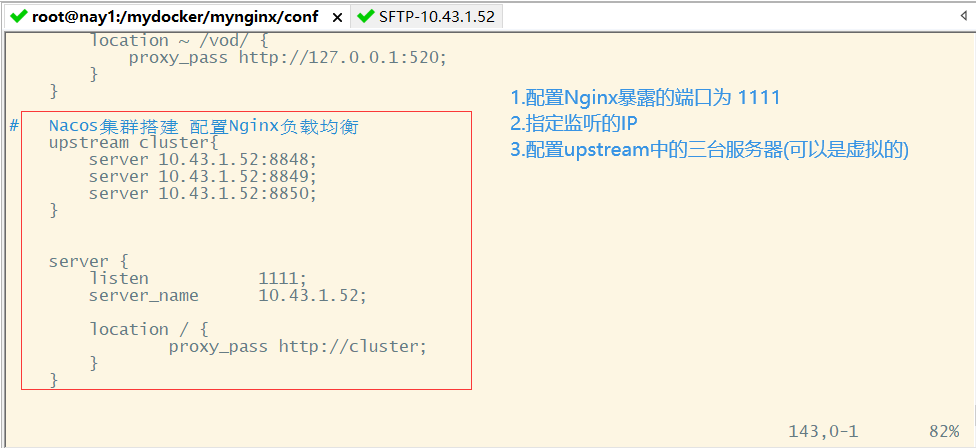 root@nay1:/mydocker/mynginx/conf × SFTP-10.43.1.52
location ~ /vod/ {
proxy_pass http://127.0.0.1:520;
}
}
# Nacos集群搭建 配置Nginx负载均衡
upstream cluster{
server 10.43.1.52:8848;
server 10.43.1.52:8849;
server 10.43.1.52:8850;
}
server {
listen 1111;
server_name 10.43.1.52;
location / {
proxy_pass http://cluster;
}
}
1.配置Nginx暴露的端口为 1111
2.指定监听的IP
3.配置upstream中的三台服务器(可以是虚拟的)
143,0-1 82%